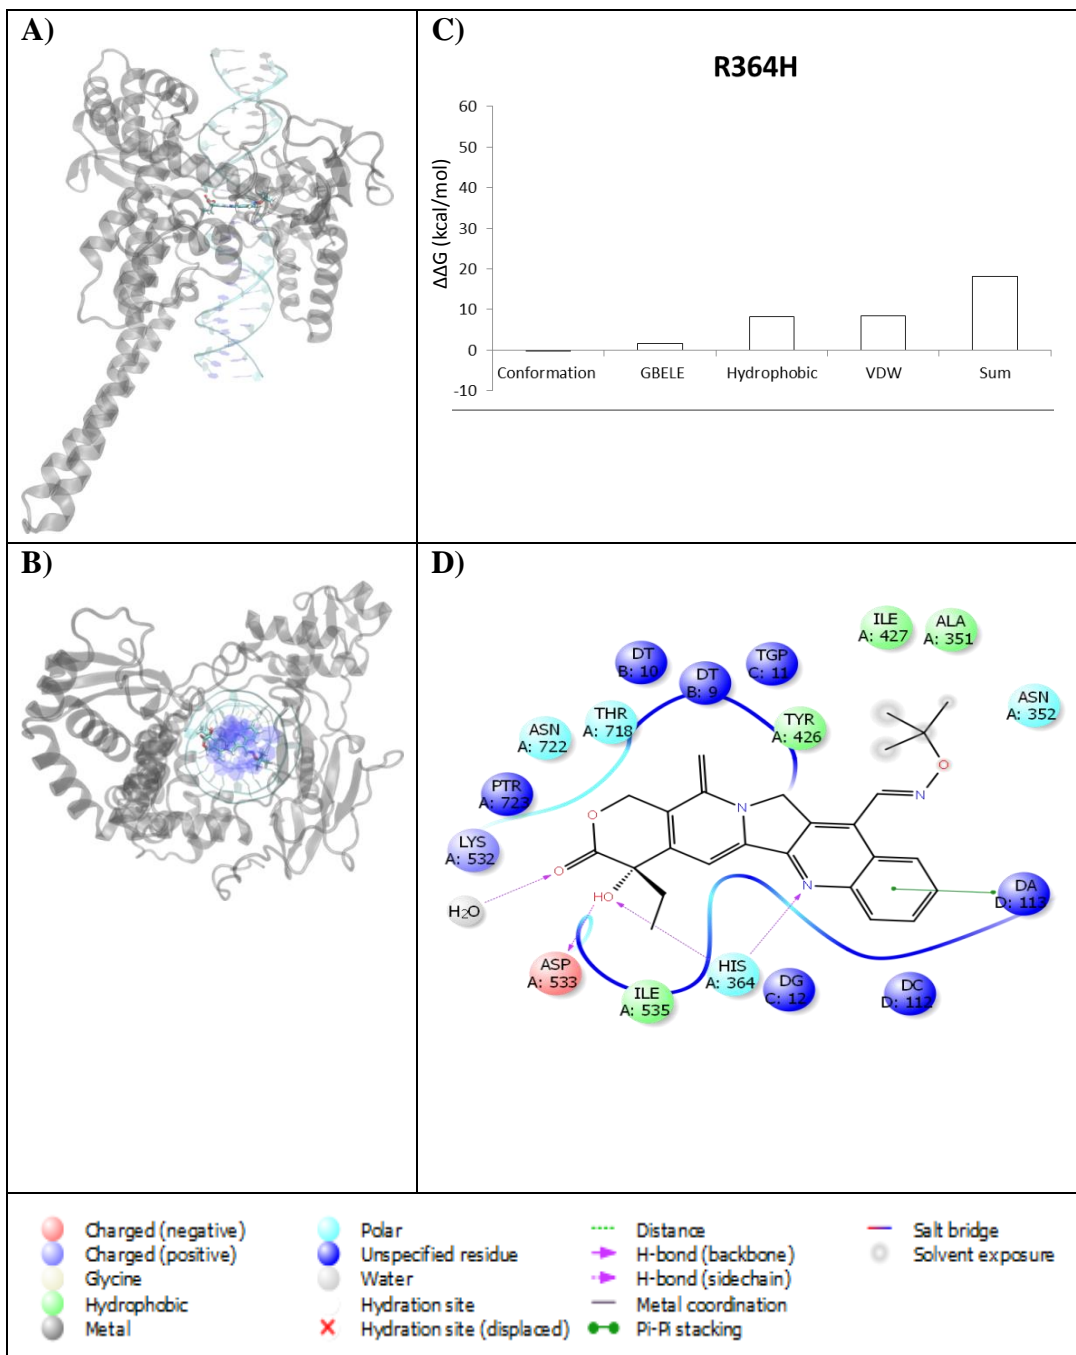 A)
C)
R364H
ΔΔG (kcal/mol)
60
50
40
30
20
10
0
-10
Conformation GBELE Hydrophobic VDW Sum
B)
D)
ILE
A: 427
ALA
A: 351
DT
B: 10
DT
B: 9
TGP
C: 11
ASN
A: 352
ASN
A: 722
THR
A: 718
TYR
A: 426
PTR
A: 723
LYS
A: 532
H2O
O
O
HO
N
N
N
O
DA
D: 113
ASP
A: 533
ILE
A: 535
HIS
A: 364
DG
C: 12
DC
D: 112
Charged (negative)
Charged (positive)
Glycine
Hydrophobic
Metal
Polar
Unspecified residue
Water
Hydration site
Hydration site (displaced)
Distance
H-bond (backbone)
H-bond (sidechain)
Metal coordination
Pi-Pi stacking
Salt bridge
Solvent exposure